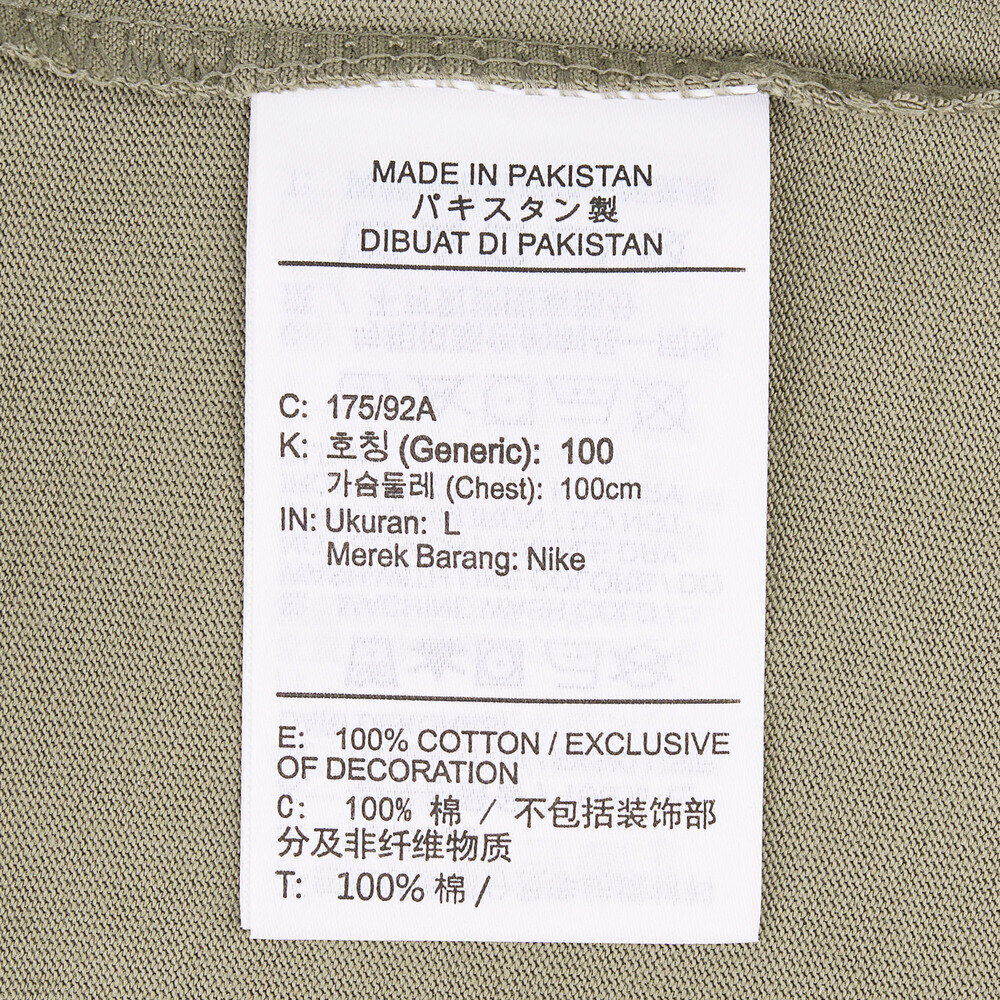 MADE IN PAKISTAN
パキスタン製
DIBUAT DI PAKISTAN
C: 175/92A
K: 호칭 (Generic): 100
가슴둘레 (Chest): 100cm
IN: Ukuran: L
Merek Barang: Nike
E: 100% COTTON / EXCLUSIVE
OF DECORATION
C: 100% 棉 / 不包括装饰部
分及非纤维物质
T: 100% 棉 /